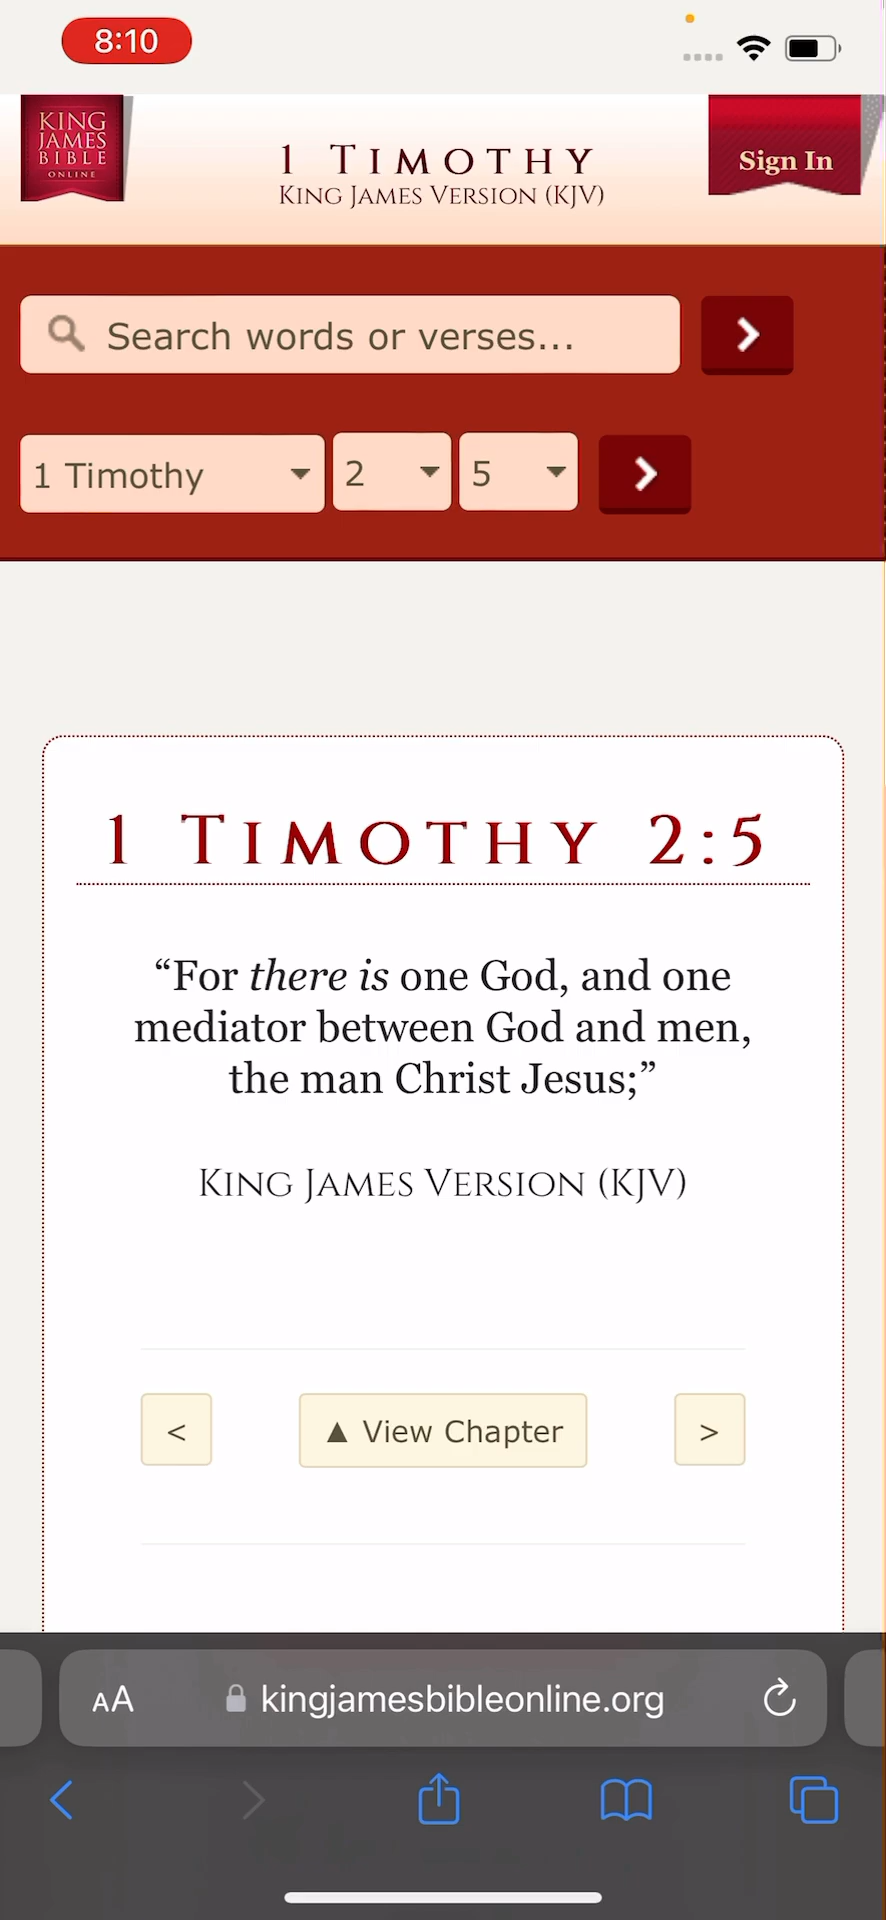 8:10
KING
JAMES
BIBLE
ONLINE
1 TIMOTHY
KING JAMES VERSION (KJV)
Sign In
Search words or verses...
1 Timothy
2
5
1 TIMOTHY 2:5
“For there is one God, and one
mediator between God and men,
the man Christ Jesus;”
KING JAMES VERSION (KJV)
<
▲ View Chapter
>
AA
kingjamesbibleonline.org